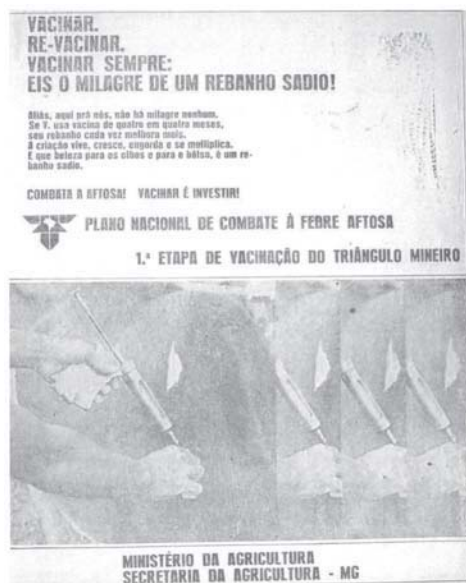 VACINAR.
RE-VACINAR.
VACINAR SEMPRE:
EIS O MILAGRE DE UM REBANHO SADIO!
Aliás, aqui prá nós, não há milagre nenhum.
Se V. usa vacina de quatro em quatro meses,
seu rebanho cada vez melhora mais.
A criação vive, cresce, engorda e se multiplica.
E que beleza para os olhos e para o bôlso, é um re-
banho sadio.
COMBATA A AFTOSA! VACINAR É INVESTIR!
PLANO NACIONAL DE COMBATE À FEBRE AFTOSA
1.ª ETAPA DE VACINAÇÃO DO TRIÂNGULO MINEIRO
MINISTÉRIO DA AGRICULTURA
SECRETARIA DA AGRICULTURA - MG